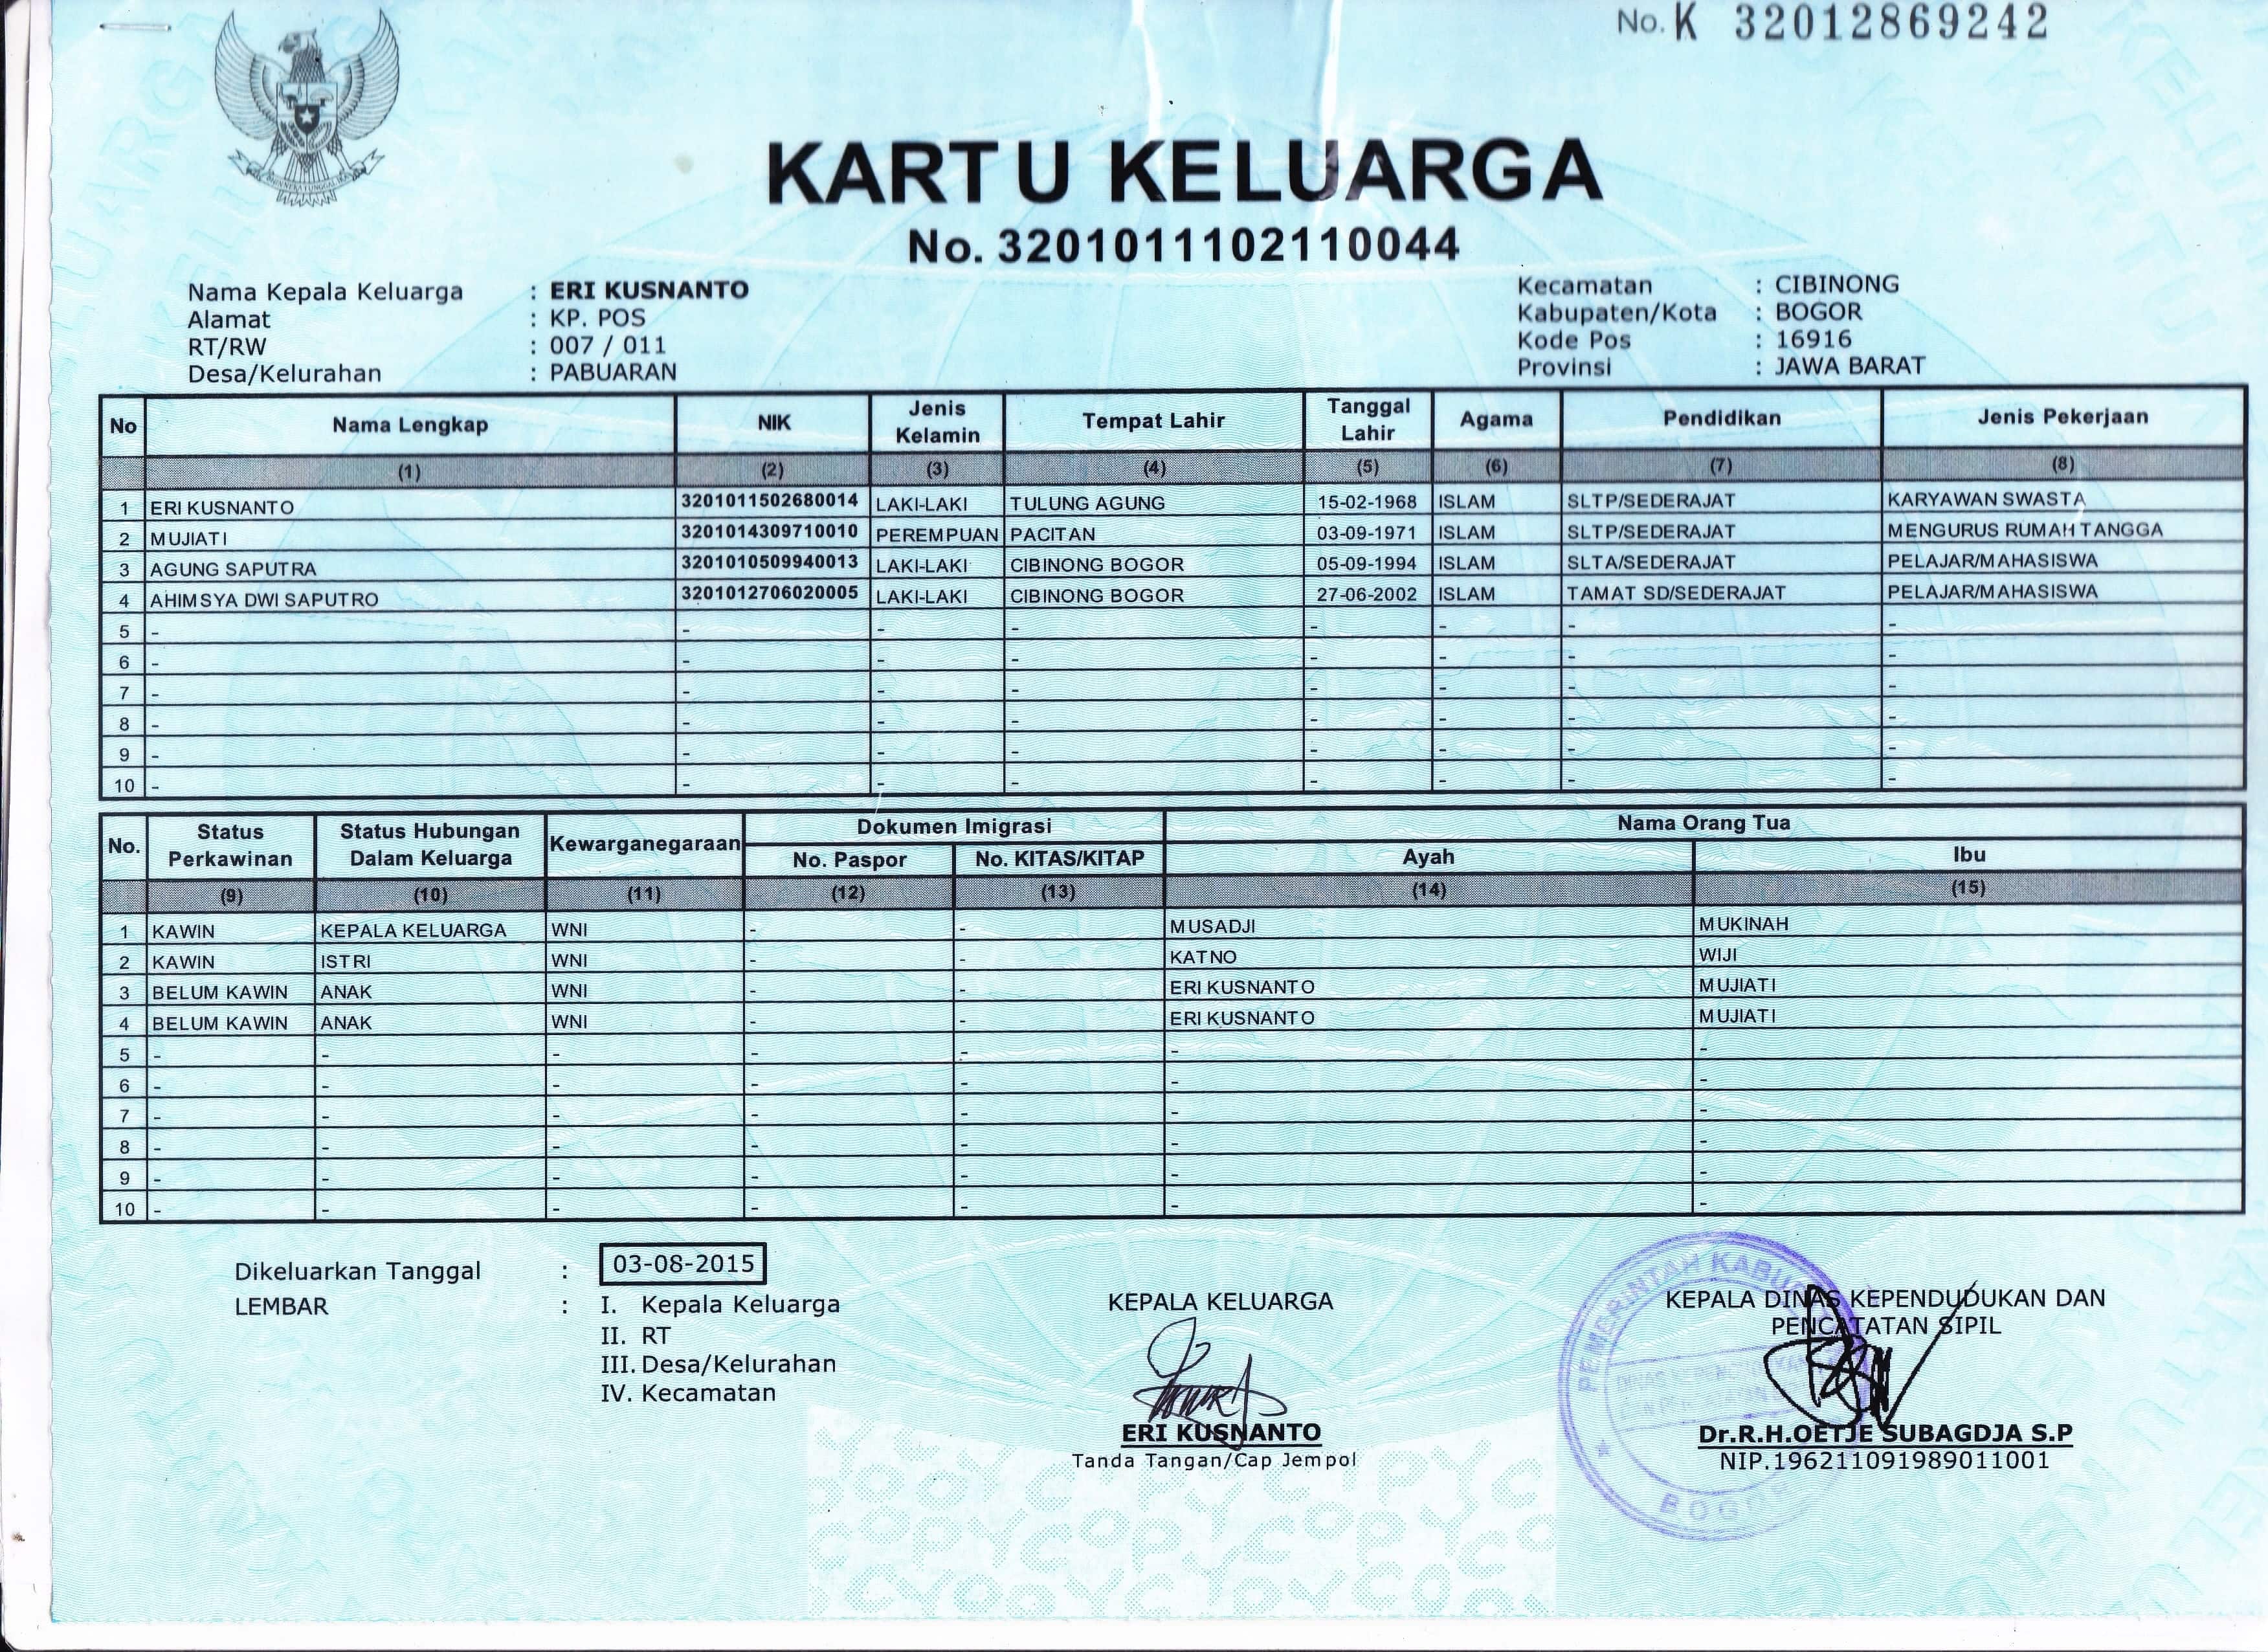 No. K 32012869242
KARTU KELUARGA
No. 3201011102110044
Nama Kepala Keluarga : ERI KUSNANTO
Alamat : KP. POS
RT/RW : 007 / 011
Desa/Kelurahan : PABUARAN
Kecamatan : CIBINONG
Kabupaten/Kota : BOGOR
Kode Pos : 16916
Provinsi : JAWA BARAT
No Nama Lengkap NIK Jenis Kelamin Tempat Lahir Tanggal Lahir Agama Pendidikan Jenis Pekerjaan
(1) (2) (3) (4) (5) (6) (7) (8)
1 ERI KUSNANTO 3201011502680014 LAKI-LAKI TULUNG AGUNG 15-02-1968 ISLAM SLTP/SEDERAJAT KARYAWAN SWASTA
2 MUJIATI 3201014309710010 PEREMPUAN PACITAN 03-09-1971 ISLAM SLTP/SEDERAJAT MENGURUS RUMAH TANGGA
3 AGUNG SAPUTRA 3201010509940013 LAKI-LAKI CIBINONG BOGOR 05-09-1994 ISLAM SLTA/SEDERAJAT PELAJAR/MAHASISWA
4 AHIMSYA DWI SAPUTRO 3201012706020005 LAKI-LAKI CIBINONG BOGOR 27-06-2002 ISLAM TAMAT SD/SEDERAJAT PELAJAR/MAHASISWA
5 - - - - - - - -
6 - - - - - - - -
7 - - - - - - - -
8 - - - - - - - -
9 - - - - - - - -
10 - - - - - - - -
No. Status Perkawinan Status Hubungan Dalam Keluarga Kewarganegaraan Dokumen Imigrasi Nama Orang Tua
No. Paspor No. KITAS/KITAP Ayah Ibu
(9) (10) (11) (12) (13) (14) (15)
1 KAWIN KEPALA KELUARGA WNI - - MUSADJI MUKINAH
2 KAWIN ISTRI WNI - - KATNO WIJI
3 BELUM KAWIN ANAK WNI - - ERI KUSNANTO MUJIATI
4 BELUM KAWIN ANAK WNI - - ERI KUSNANTO MUJIATI
5 - - - - - - -
6 - - - - - - -
7 - - - - - - -
8 - - - - - - -
9 - - - - - - -
10 - - - - - - -
Dikeluarkan Tanggal : 03-08-2015
LEMBAR : I. Kepala Keluarga
II. RT
III. Desa/Kelurahan
IV. Kecamatan
KEPALA KELUARGA
ERI KUSNANTO
Tanda Tangan/Cap Jempol
KEPALA DINAS KEPENDUDUKAN DAN
PENCATATAN SIPIL
Dr.R.H.OETJE SUBAGDJA S.P
NIP.196211091989011001
PEMERINTAH
BOGOR